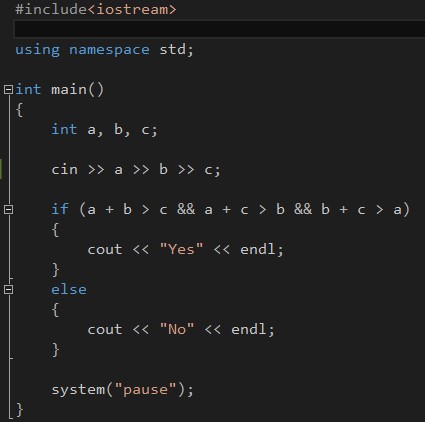 #include<iostream>
using namespace std;
int main()
{
int a, b, c;
cin >> a >> b >> c;
if (a + b > c && a + c > b && b + c > a)
{
cout << "Yes" << endl;
}
else
{
cout << "No" << endl;
}
system("pause");
}